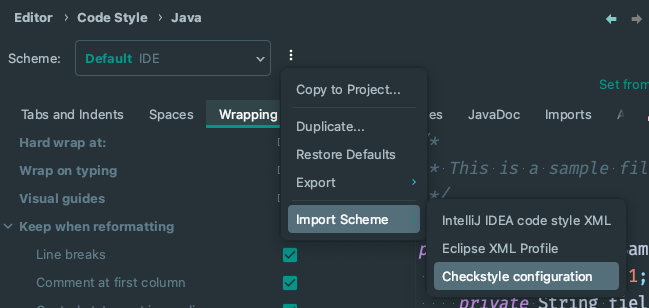 Editor › Code Style › Java
Scheme: Default IDE
Copy to Project...
Set from
Tabs and Indents Spaces Wrapping es JavaDoc Imports A
Duplicate...
Hard wrap at:
/*
Restore Defaults
Wrap on typing
* This is a sample fil
Export ›
Visual guides
*/
Import Scheme
IntelliJ IDEA code style XML
Keep when reformatting
Eclipse XML Profile
Line breaks
Checkstyle configuration
1;
Comment at first column
private String fiel